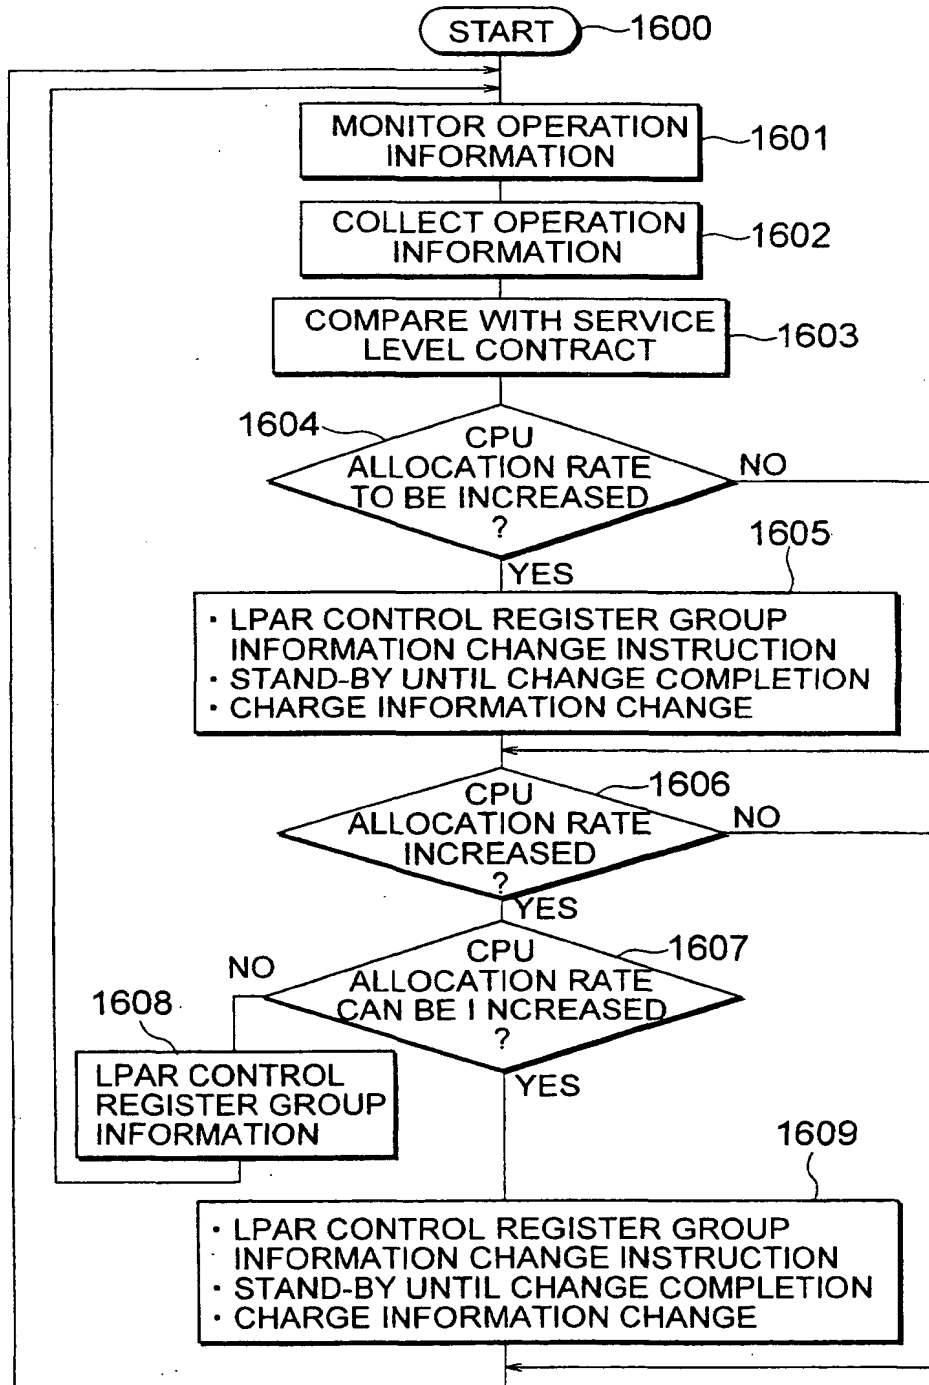 START
1600
MONITOR OPERATION
INFORMATION
1601
COLLECT OPERATION
INFORMATION
1602
COMPARE WITH SERVICE
LEVEL CONTRACT
1603
1604
CPU
ALLOCATION RATE
TO BE INCREASED
?
NO
YES
1605
· LPAR CONTROL REGISTER GROUP
INFORMATION CHANGE INSTRUCTION
· STAND-BY UNTIL CHANGE COMPLETION
· CHARGE INFORMATION CHANGE
1606
CPU
ALLOCATION RATE
INCREASED
?
NO
YES
1607
CPU
ALLOCATION RATE
CAN BE I NCREASED
?
NO
YES
1608
LPAR CONTROL
REGISTER GROUP
INFORMATION
1609
· LPAR CONTROL REGISTER GROUP
INFORMATION CHANGE INSTRUCTION
· STAND-BY UNTIL CHANGE COMPLETION
· CHARGE INFORMATION CHANGE